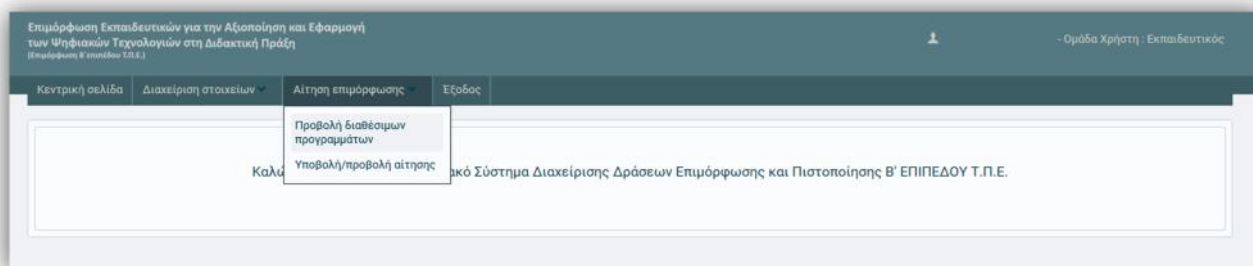 Επιμόρφωση Εκπαιδευτικών για την Αξιοποίηση και Εφαρμογή
των Ψηφιακών Τεχνολογιών στη Διδακτική Πράξη
(Επιμόρφωση Β' επιπέδου Τ.Π.Ε.)
- Ομάδα Χρήστη : Εκπαιδευτικός
Κεντρική σελίδα Διαχείριση στοιχείων Αίτηση επιμόρφωσης Έξοδος
Προβολή διαθέσιμων
προγραμμάτων
Υποβολή/προβολή αίτησης
Καλώ ακό Σύστημα Διαχείρισης Δράσεων Επιμόρφωσης και Πιστοποίησης Β' ΕΠΙΠΕΔΟΥ Τ.Π.Ε.